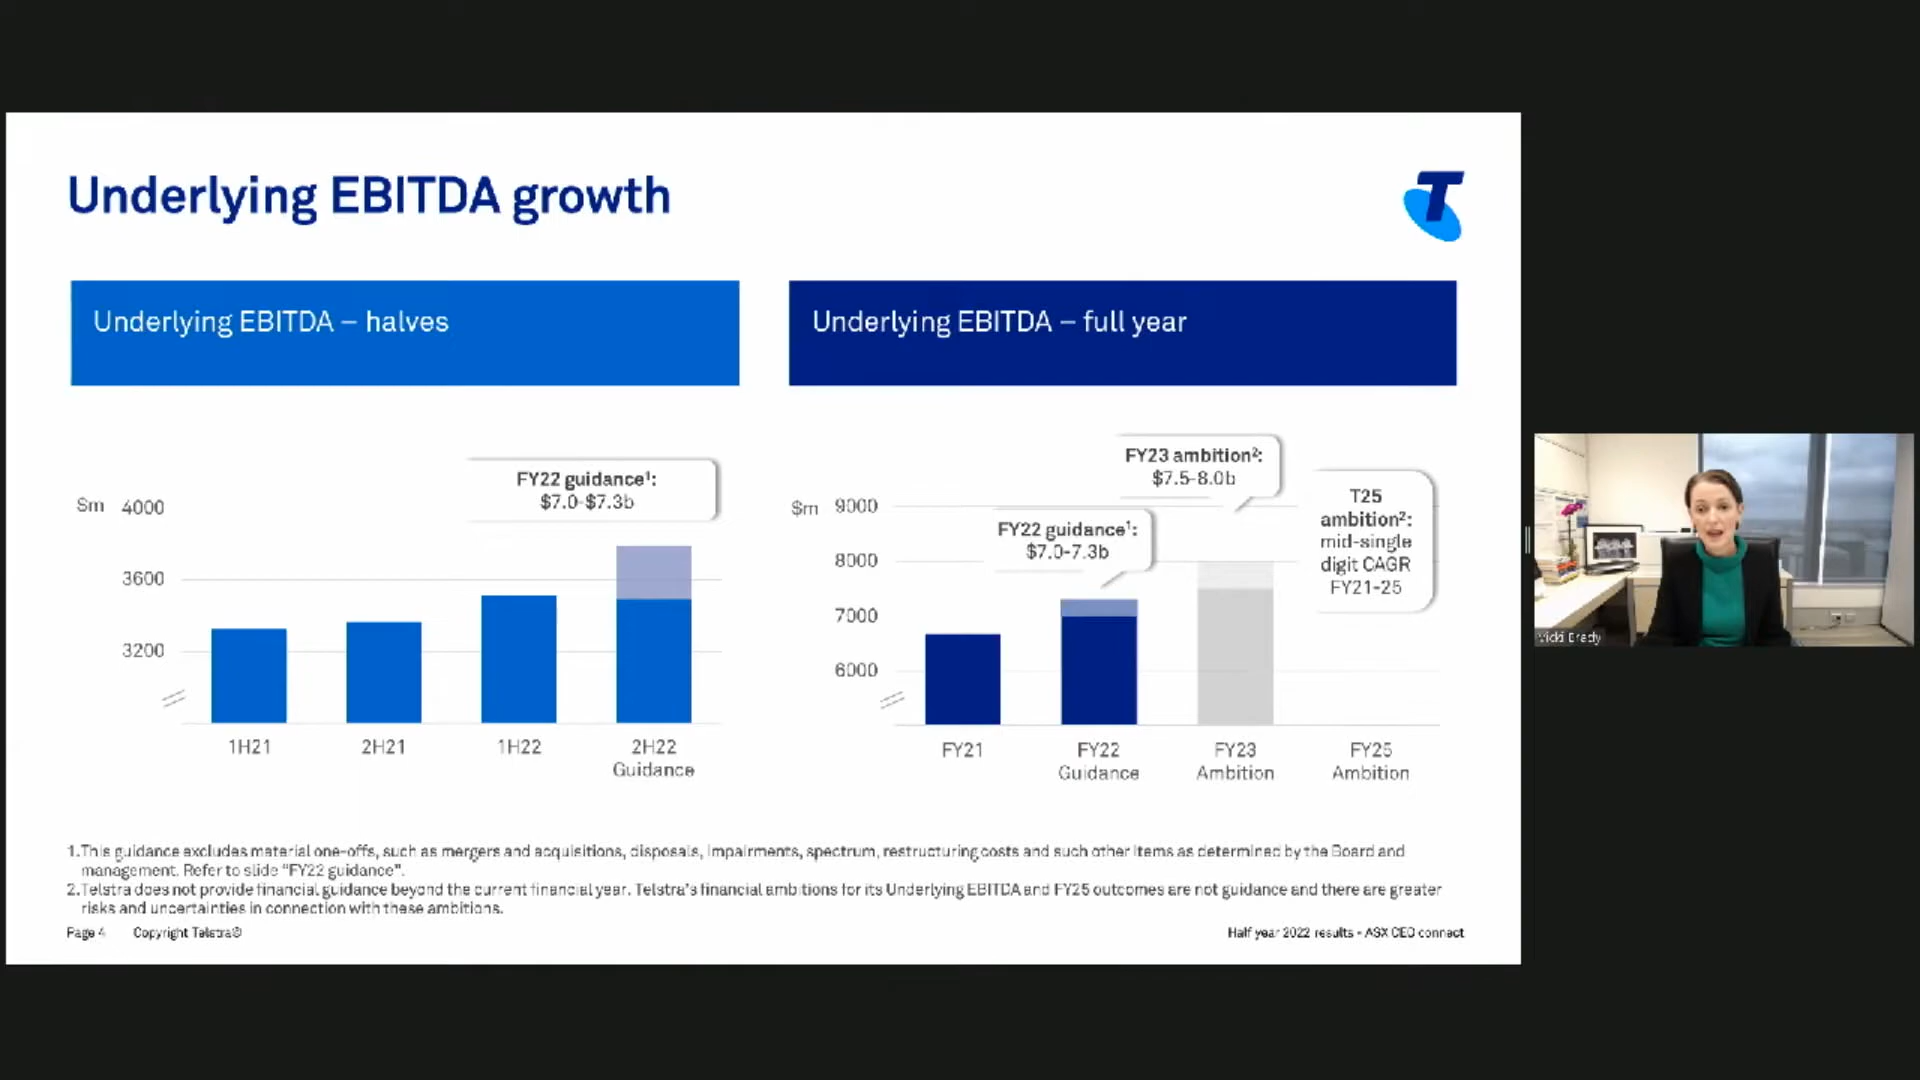 Underlying EBITDA growth
T
Underlying EBITDA – halves
FY22 guidance¹:
$7.0-$7.3b
$m
4000
3600
3200
1H21
2H21
1H22
2H22
Guidance
Underlying EBITDA – full year
FY23 ambition²:
$7.5-8.0b
FY22 guidance¹:
$7.0-7.3b
T25
ambition²:
mid-single
digit CAGR
FY21-25
$m
9000
8000
7000
6000
FY21
FY22
Guidance
FY23
Ambition
FY25
Ambition
Vicki Brady
1.This guidance excludes material one-offs, such as mergers and acquisitions, disposals, impairments, spectrum, restructuring costs and such other items as determined by the Board and
management. Refer to slide "FY22 guidance".
2.Telstra does not provide financial guidance beyond the current financial year. Telstra's financial ambitions for its Underlying EBITDA and FY25 outcomes are not guidance and there are greater
risks and uncertainties in connection with these ambitions.
Page 4
Copyright Telstra©
Half year 2022 results - ASX CEO connect